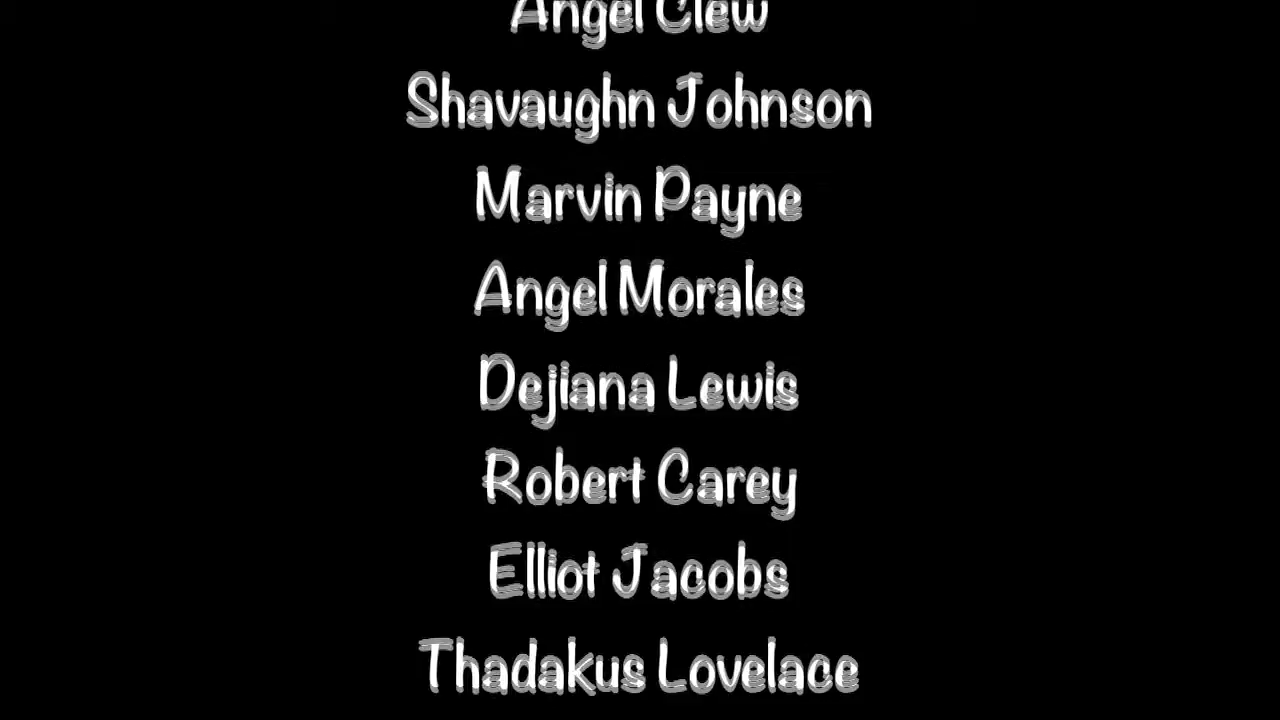 Angel Clew
Shavaughn Johnson
Marvin Payne
Angel Morales
Dejiana Lewis
Robert Carey
Elliot Jacobs
Thadakus Lovelace